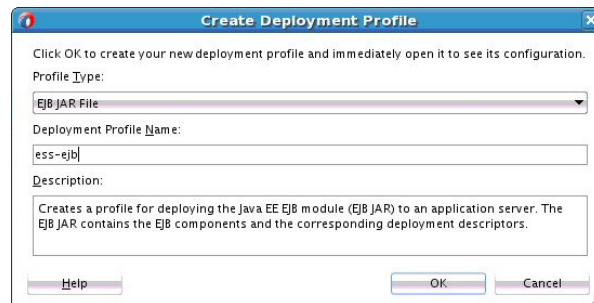 Create Deployment Profile
Click OK to create your new deployment profile and immediately open it to see its configuration.
Profile Type:
EJB JAR File
Deployment Profile Name:
ess-ejb
Description:
Creates a profile for deploying the Java EE EJB module (EJB JAR) to an application server. The
EJB JAR contains the EJB components and the corresponding deployment descriptors.
Help
OK
Cancel